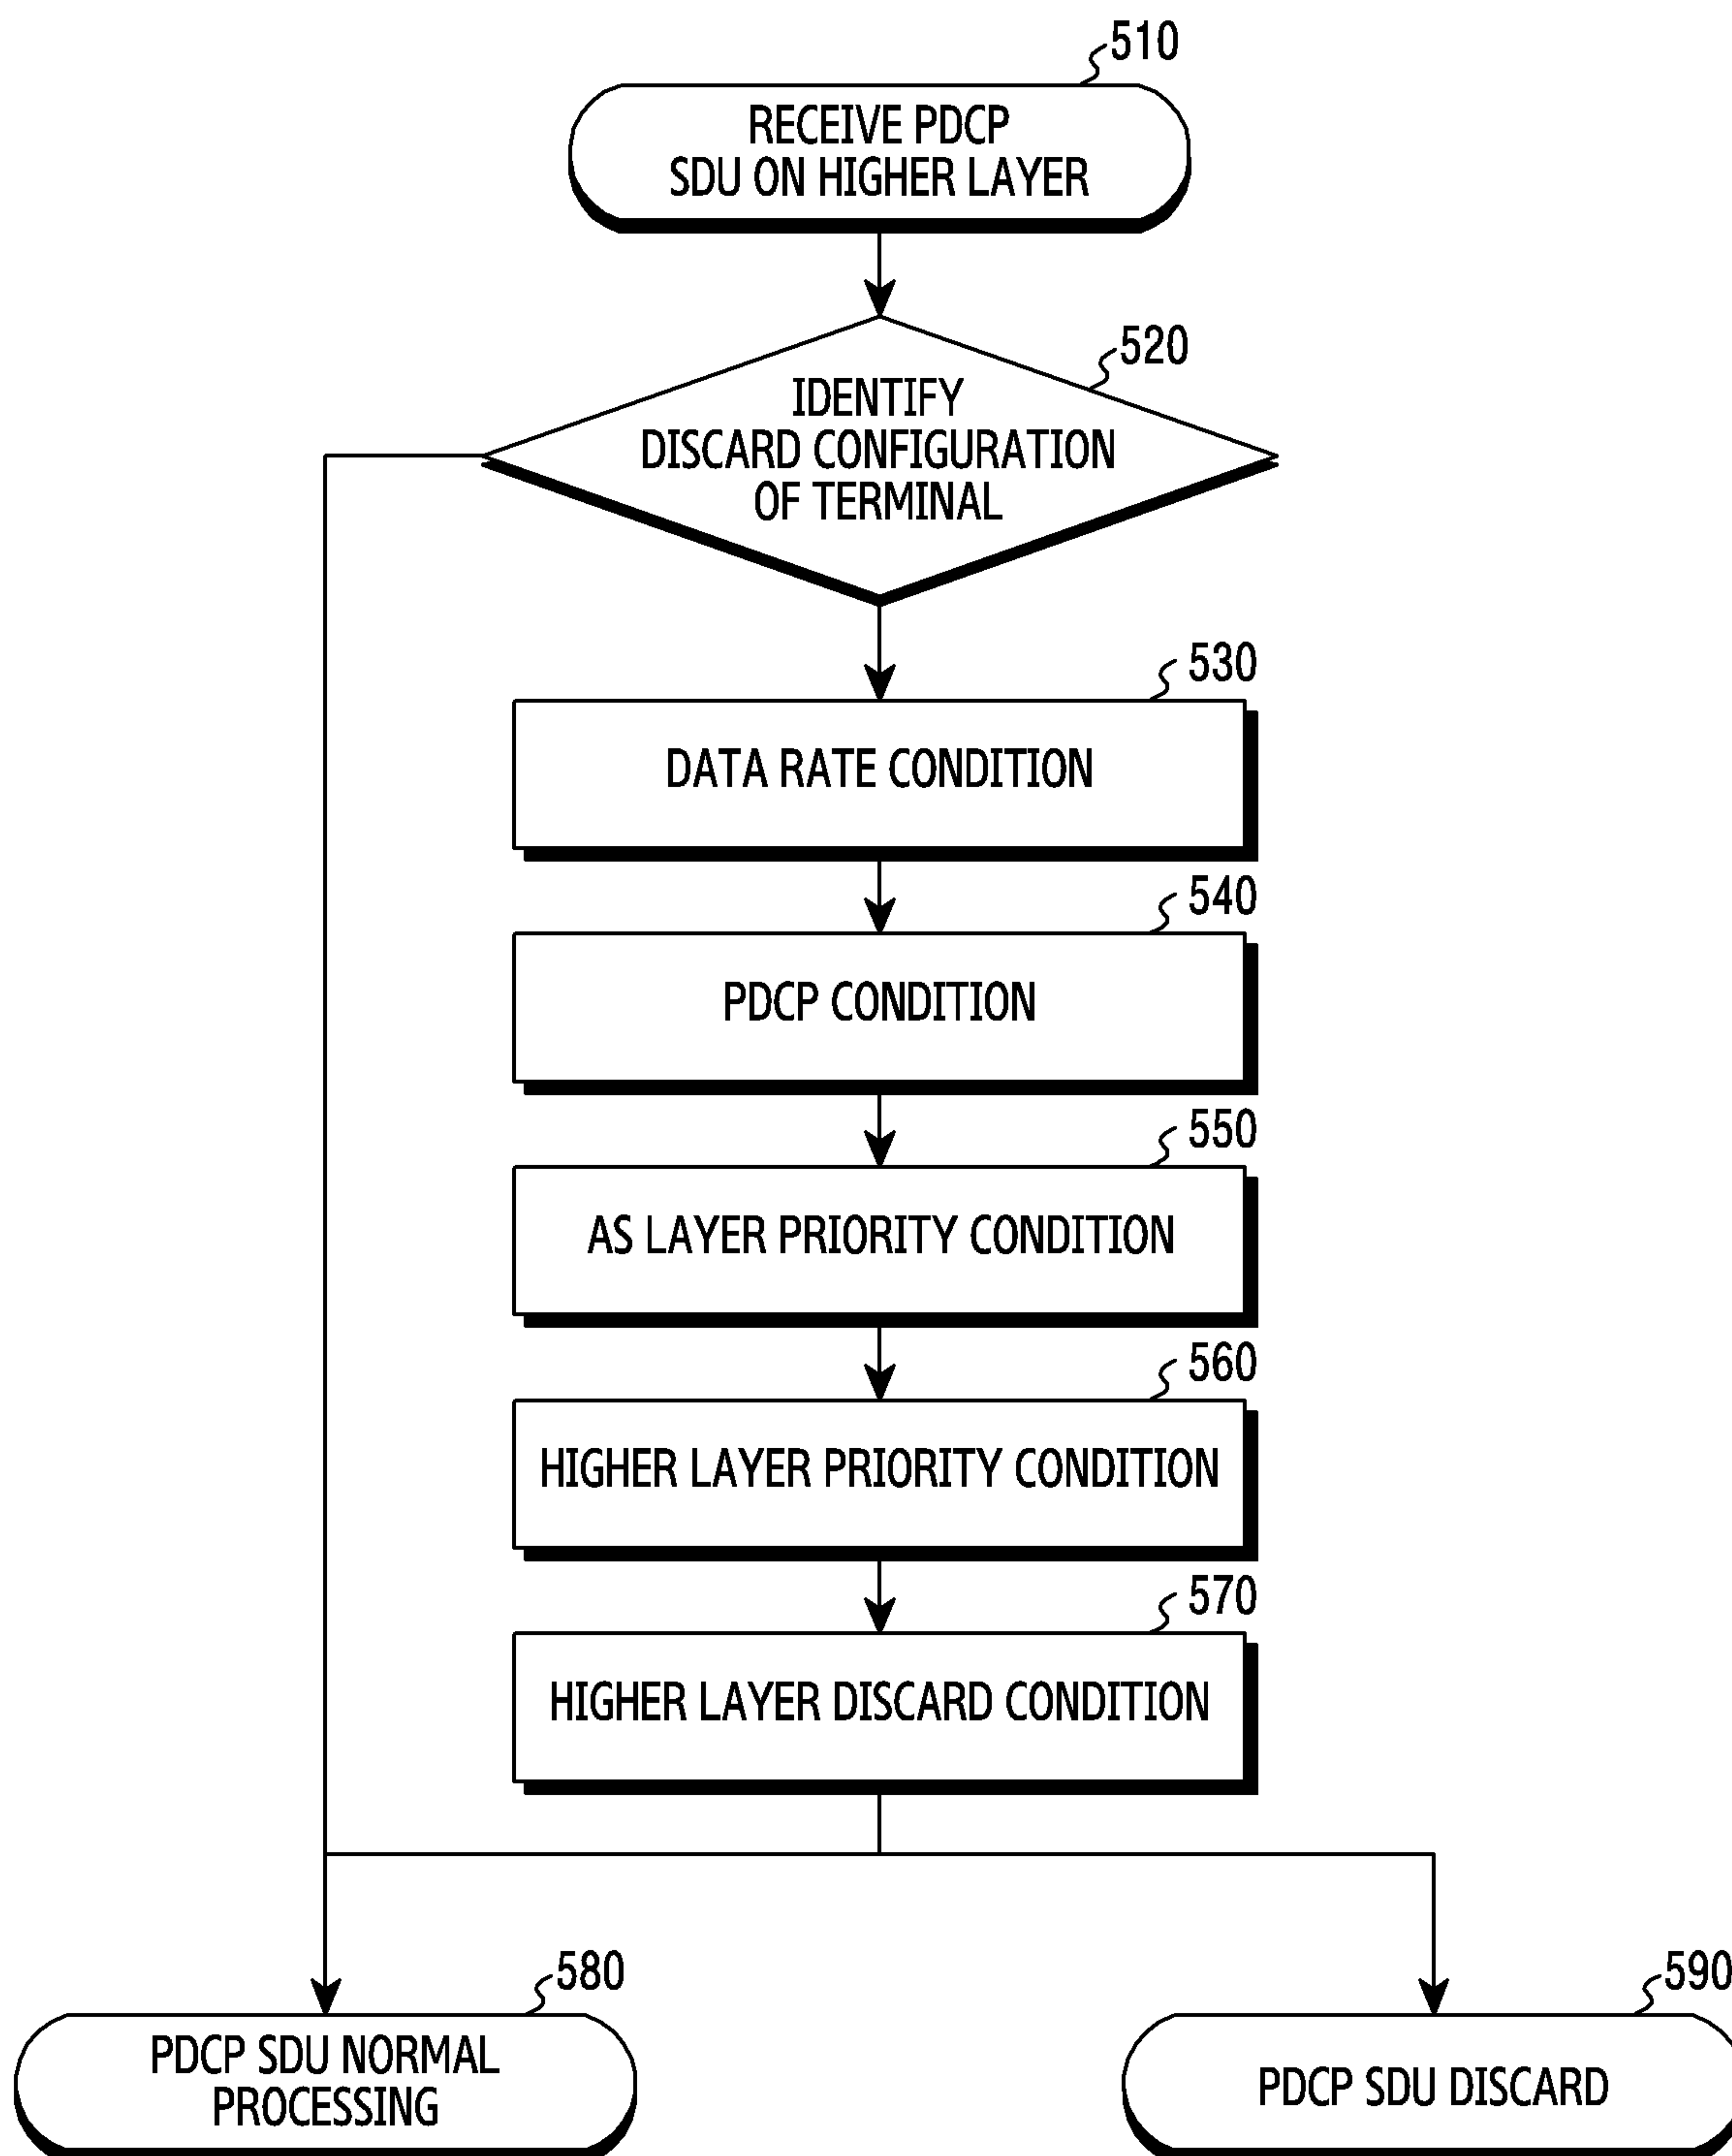 510
RECEIVE PDCP
SDU ON HIGHER LAYER
520
IDENTIFY
DISCARD CONFIGURATION
OF TERMINAL
530
DATA RATE CONDITION
540
PDCP CONDITION
550
AS LAYER PRIORITY CONDITION
560
HIGHER LAYER PRIORITY CONDITION
570
HIGHER LAYER DISCARD CONDITION
580
PDCP SDU NORMAL
PROCESSING
590
PDCP SDU DISCARD